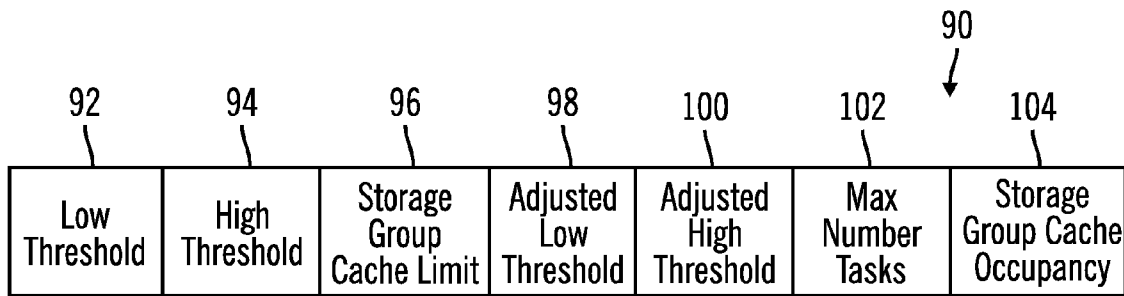 90
92
94
96
98
100
102
104
Low
Threshold
High
Threshold
Storage
Group
Cache Limit
Adjusted
Low
Threshold
Adjusted
High
Threshold
Max
Number
Tasks
Storage
Group Cache
Occupancy